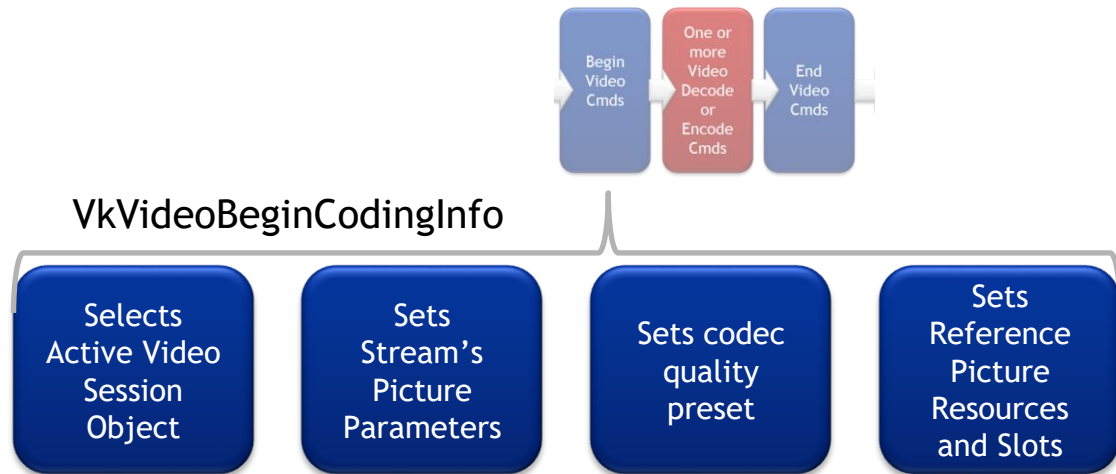 Begin
Video
Cmds
One or
more
Video
Decode
or
Encode
Cmds
End
Video
Cmds
VkVideoBeginCodingInfo
Selects
Active Video
Session
Object
Sets
Stream’s
Picture
Parameters
Sets codec
quality
preset
Sets
Reference
Picture
Resources
and Slots